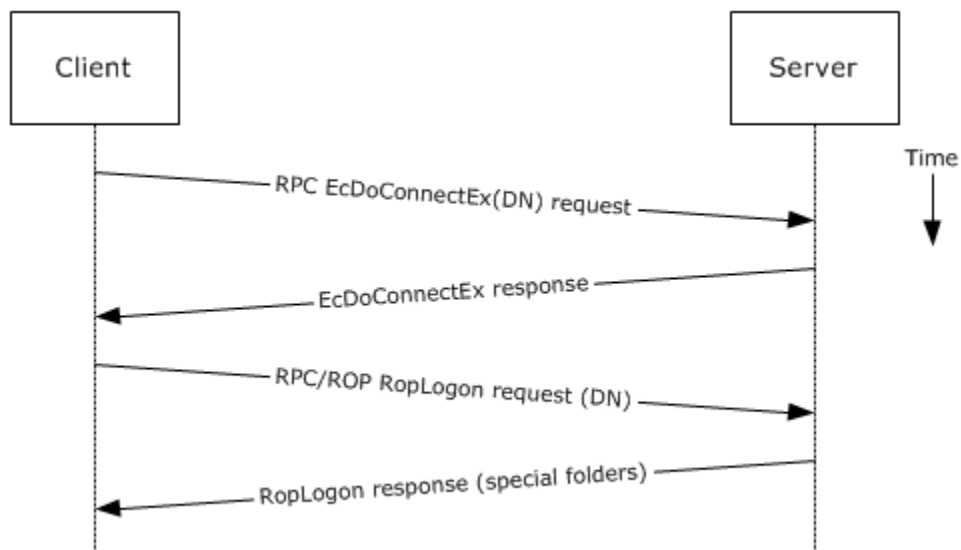 Client
Server
Time
RPC EcDoConnectEx(DN) request
EcDoConnectEx response
RPC/ROP RopLogon request (DN)
RopLogon response (special folders)